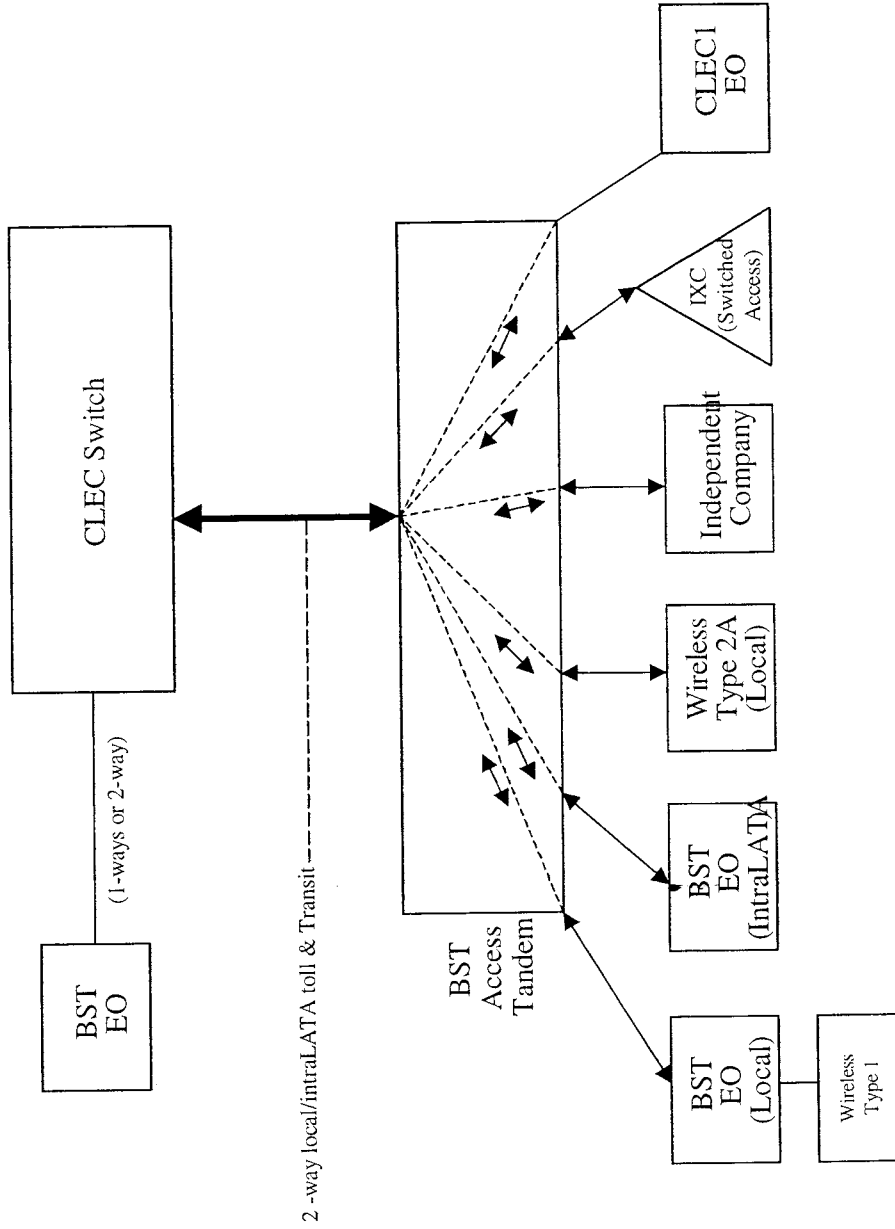 CLEC Switch
BST
EO
(1-ways or 2-way)
2 -way local/intraLATA toll & Transit
BST
Access
Tandem
BST
EO
(Local)
Wireless
Type 1
BST
EO
(IntraLATA
Wireless
Type 2A
(Local)
Independent
Company
IXC
(Switched
Access)
CLEC1
EO